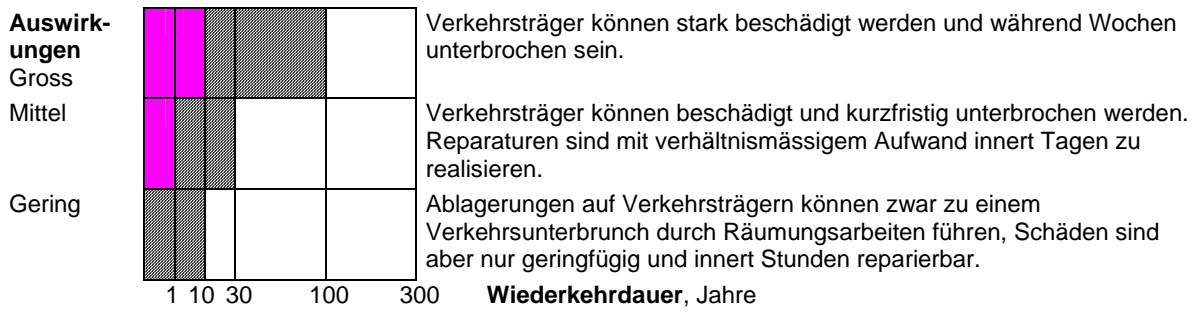 Auswirk-
ungen
Gross
Verkehrsträger können stark beschädigt werden und während Wochen
unterbrochen sein.
Mittel
Verkehrsträger können beschädigt und kurzfristig unterbrochen werden.
Reparaturen sind mit verhältnismässigem Aufwand innert Tagen zu
realisieren.
Gering
Ablagerungen auf Verkehrsträgern können zwar zu einem
Verkehrsunterbrunch durch Räumungsarbeiten führen, Schäden sind
aber nur geringfügig und innert Stunden reparierbar.
1 10 30 100 300 Wiederkehrdauer, Jahre